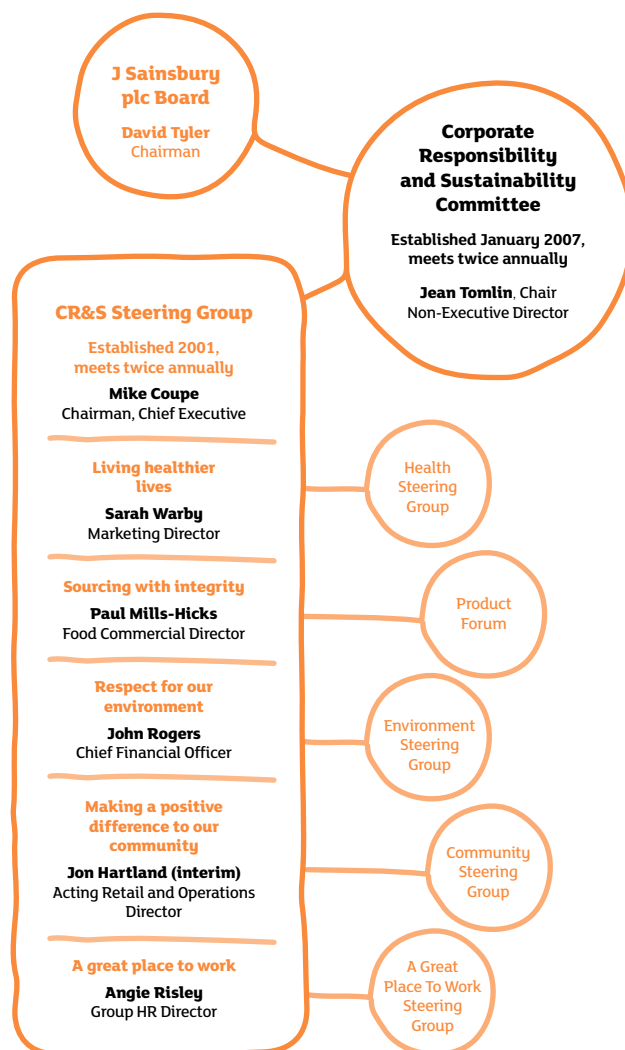 J Sainsbury
plc Board
David Tyler
Chairman
Corporate
Responsibility
and Sustainability
Committee
Established January 2007,
meets twice annually
Jean Tomlin, Chair
Non-Executive Director
CR&S Steering Group
Established 2001,
meets twice annually
Mike Coupe
Chairman, Chief Executive
Living healthier
lives
Sarah Warby
Marketing Director
Health
Steering
Group
Sourcing with integrity
Paul Mills-Hicks
Food Commercial Director
Product
Forum
Respect for our
environment
John Rogers
Chief Financial Officer
Environment
Steering
Group
Making a positive
difference to our
community
Jon Hartland (interim)
Acting Retail and Operations
Director
Community
Steering
Group
A great place to work
Angie Risley
Group HR Director
A Great
Place To Work
Steering
Group